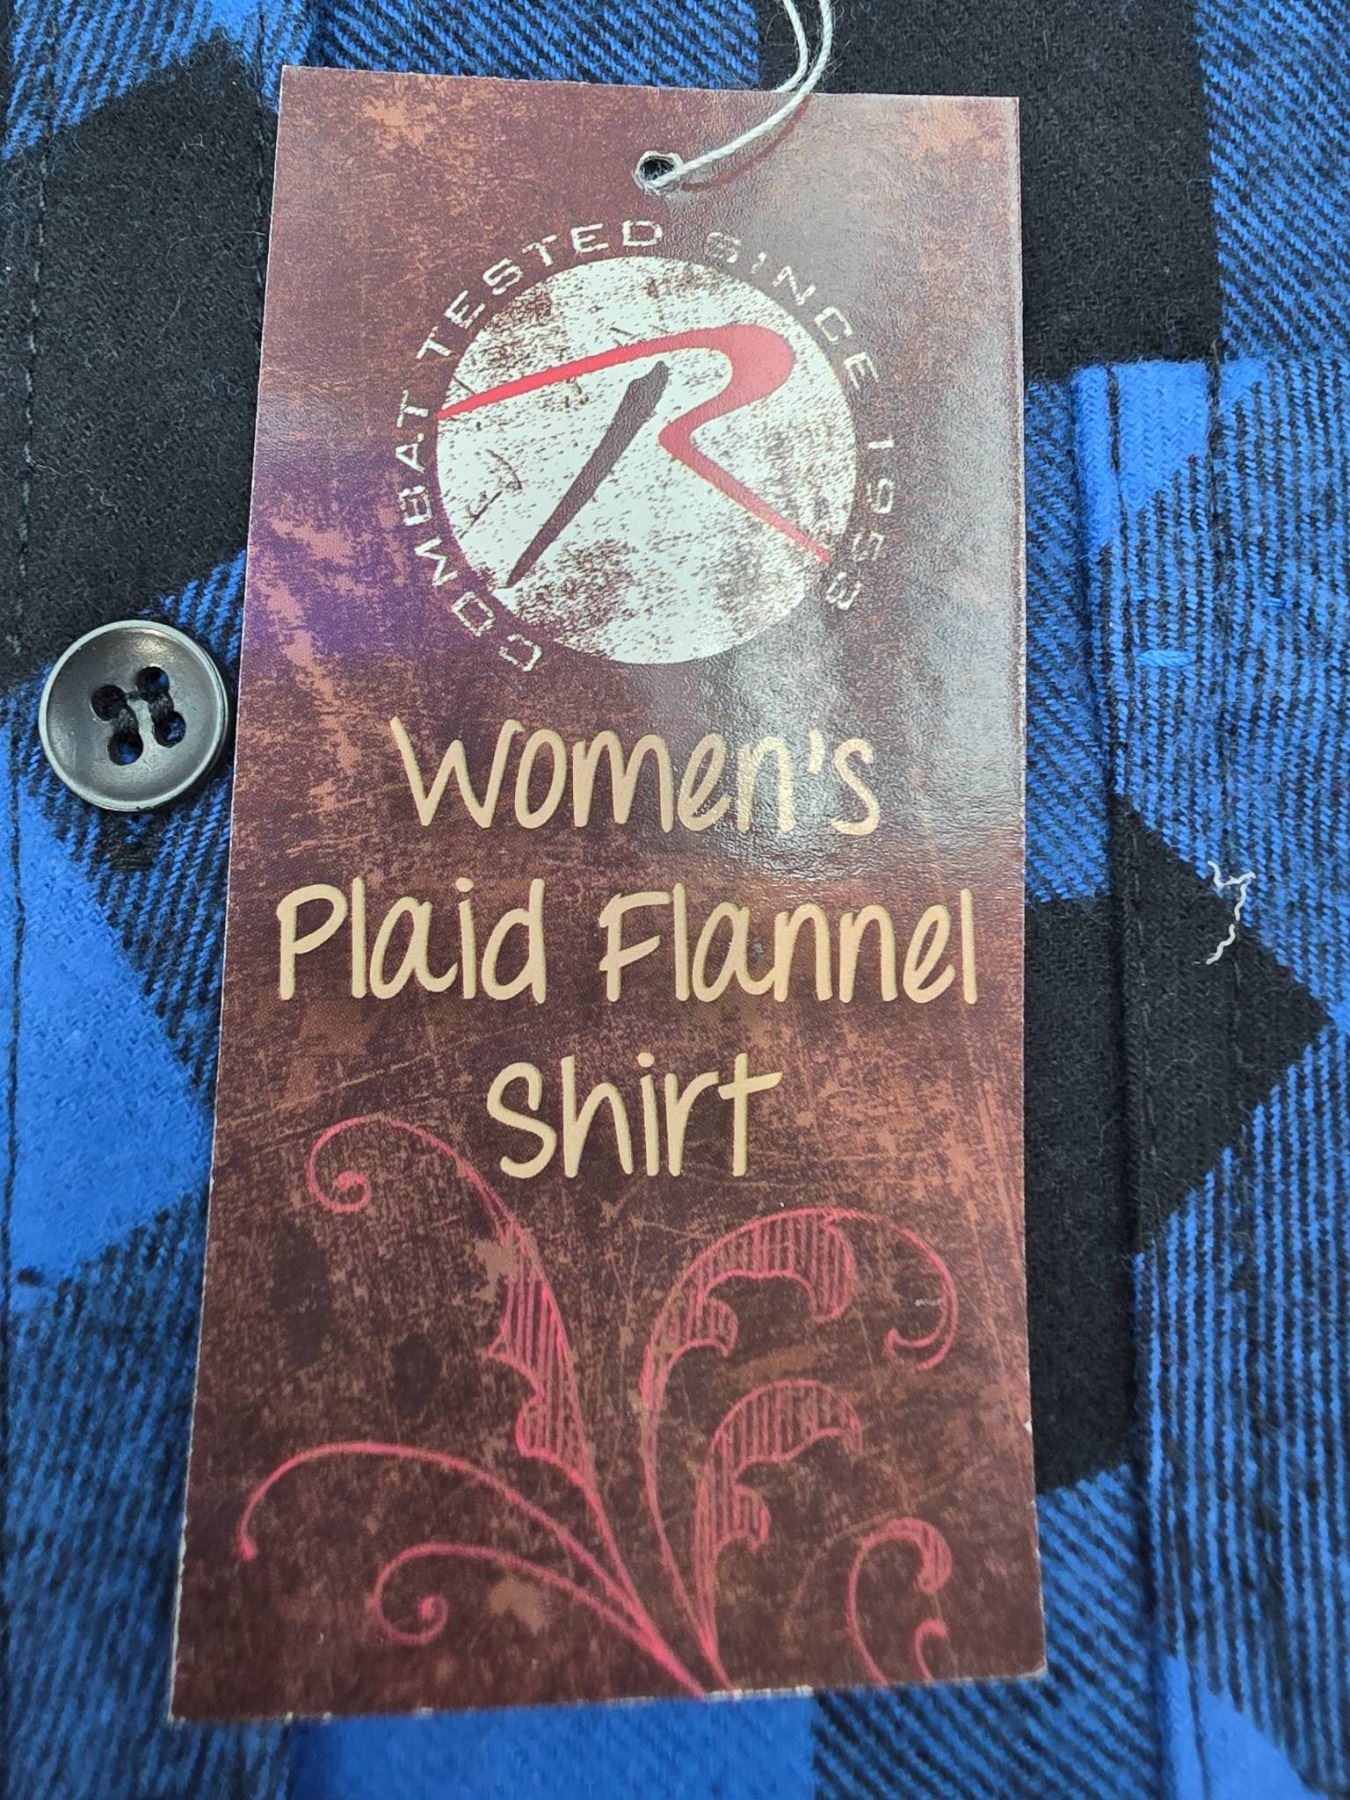 COMBAT TESTED SINCE 1953
R
Women's
Plaid Flannel
Shirt